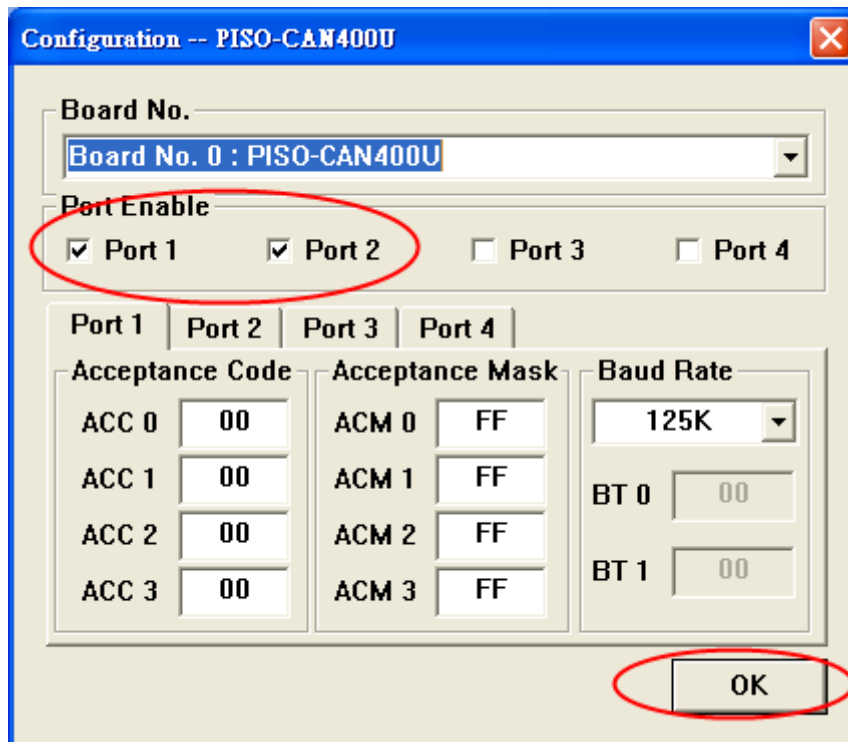 Configuration -- PISO-CAN400U
Board No.
Board No. 0 : PISO-CAN400U
Port Enable
Port 1 Port 2 Port 3 Port 4
Port 1 Port 2 Port 3 Port 4
Acceptance Code Acceptance Mask Baud Rate
ACC 0 00 ACM 0 FF 125K
ACC 1 00 ACM 1 FF BT 0 00
ACC 2 00 ACM 2 FF BT 1 00
ACC 3 00 ACM 3 FF
OK